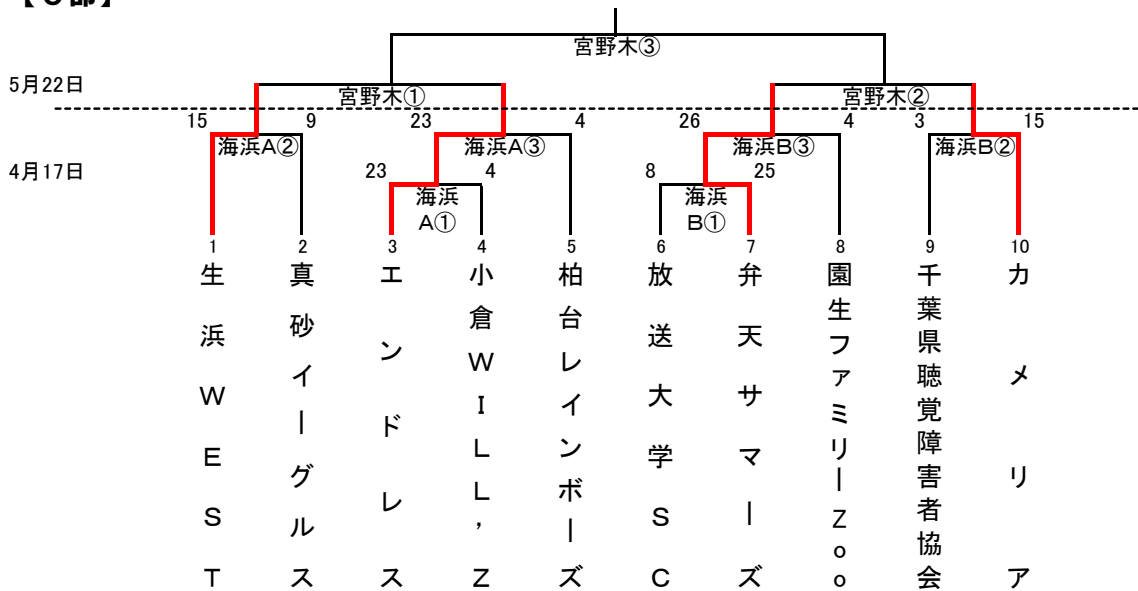 宮野木③
5月22日
宮野木① 宮野木②
15 9 23 4 26 4 3 15
海浜A② 海浜A③ 海浜B③ 海浜B②
4月17日
23 4 8 25
海浜 海浜
A① B①
1 2 3 4 5 6 7 8 9 10
生浜WEST
真砂イーグルス
エンドレス
小倉WILL'Z
柏台レインボーズ
放送大学SC
弁天サマーズ
園生ファミリーZoo
千葉県聴覚障害者協会
カメリア